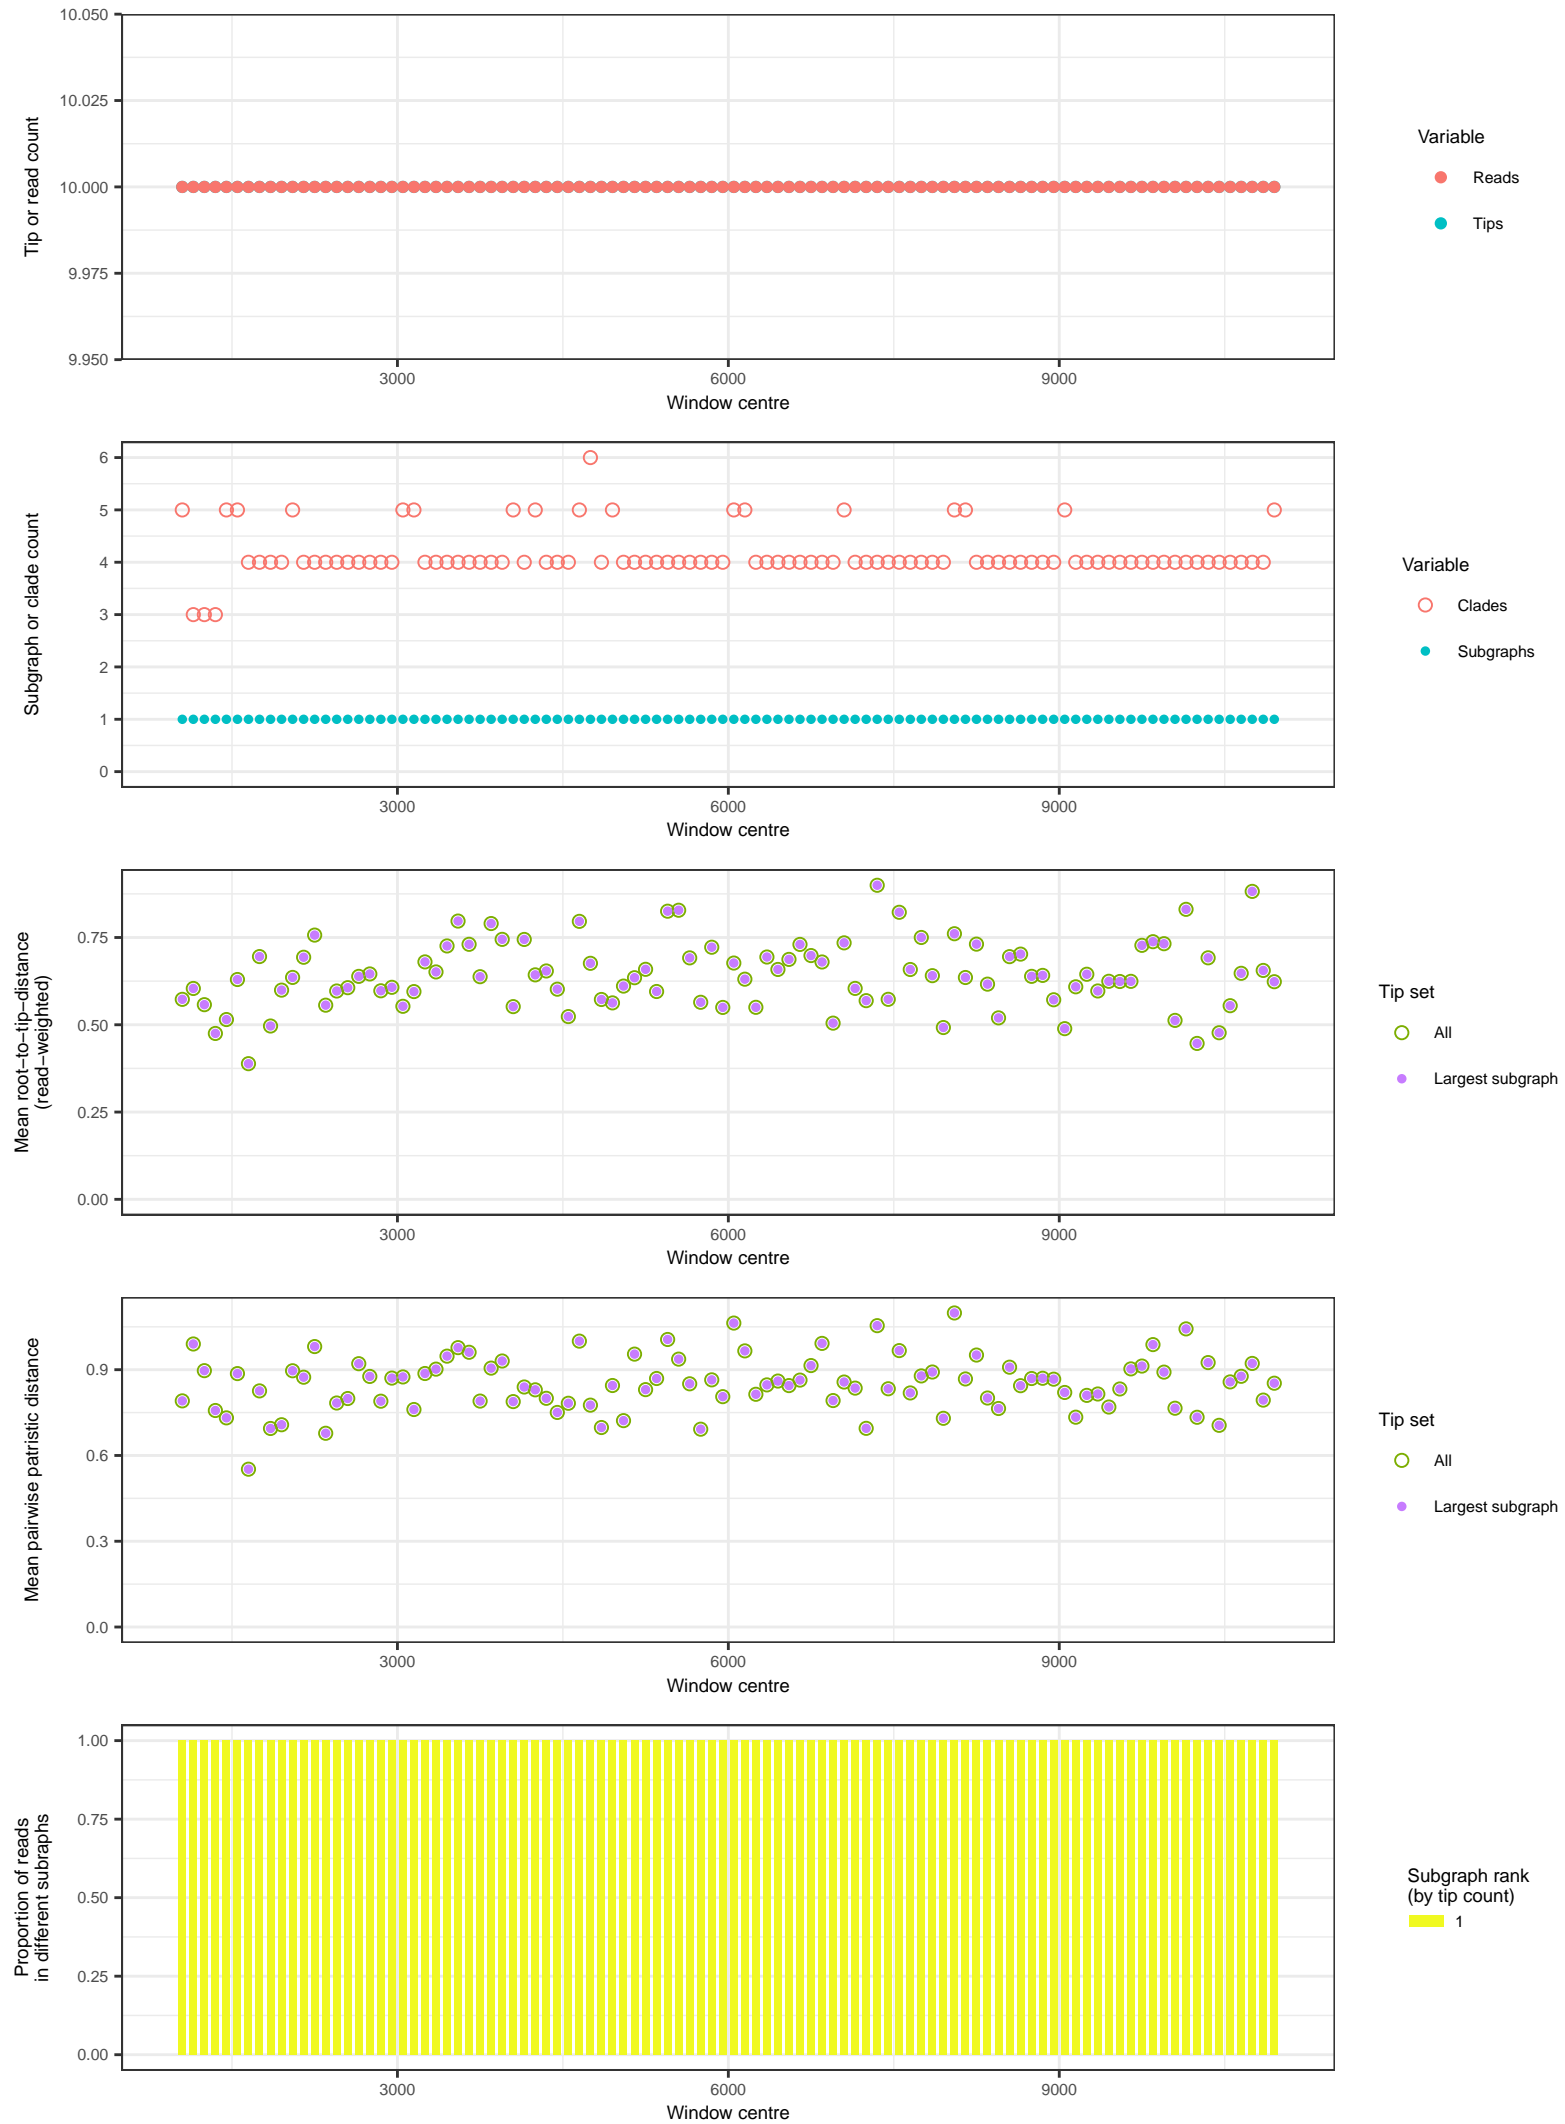 10.050
10.025
10.000
9.975
9.950
Tip or read count
3000 6000 9000
Window centre
Variable
Reads
Tips
6
5
4
3
2
1
0
Subgraph or clade count
3000 6000 9000
Window centre
Variable
Clades
Subgraphs
0.75
0.50
0.25
0.00
Mean root−to−tip−distance
(read−weighted)
3000 6000 9000
Window centre
Tip set
All
Largest subgraph
0.9
0.6
0.3
0.0
Mean pairwise patristic distance
3000 6000 9000
Window centre
Tip set
All
Largest subgraph
1.00
0.75
0.50
0.25
0.00
Proportion of reads
in different subraphs
3000 6000 9000
Window centre
Subgraph rank
(by tip count)
1